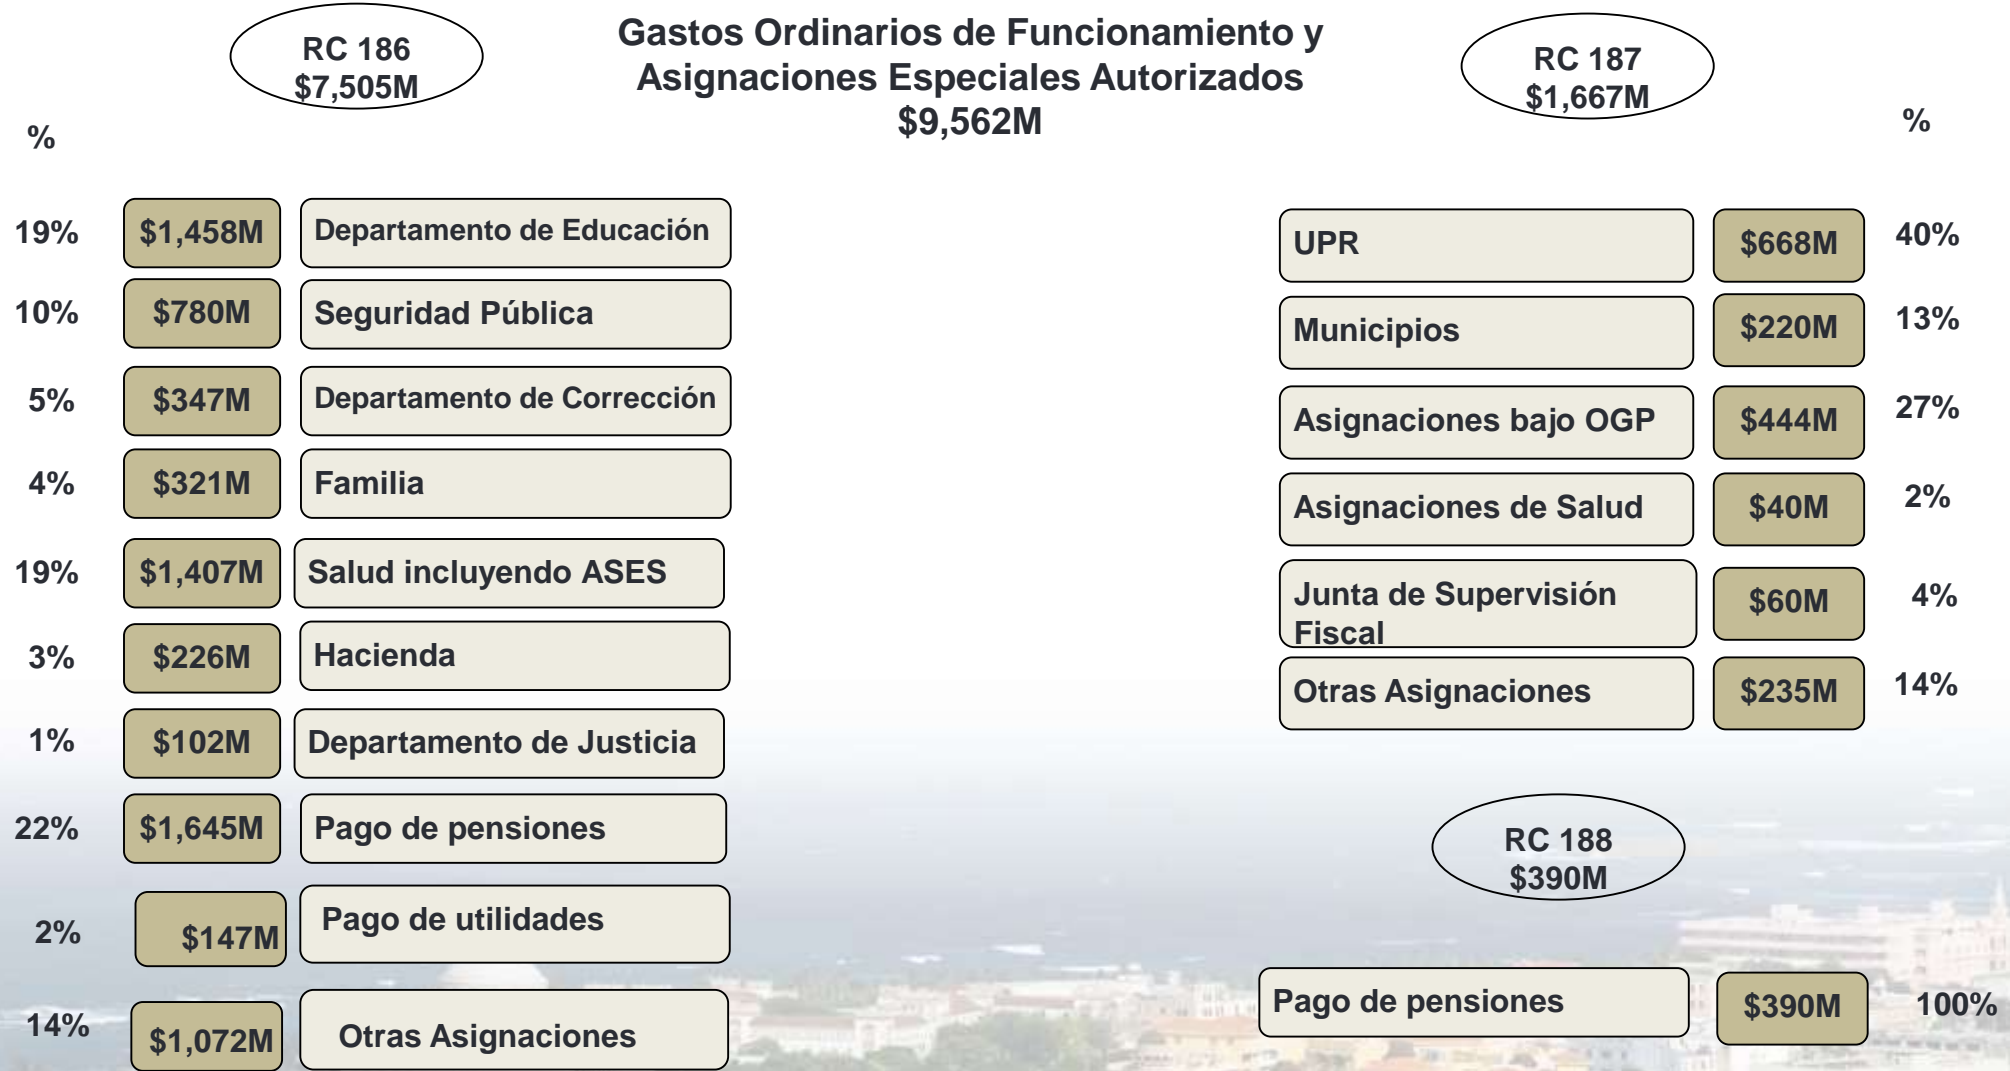 RC 186
$7,505M
Gastos Ordinarios de Funcionamiento y
Asignaciones Especiales Autorizados
$9,562M
RC 187
$1,667M
%
%
19% $1,458M Departamento de Educación
10% $780M Seguridad Pública
5% $347M Departamento de Corrección
4% $321M Familia
19% $1,407M Salud incluyendo ASES
3% $226M Hacienda
1% $102M Departamento de Justicia
22% $1,645M Pago de pensiones
2% $147M Pago de utilidades
14% $1,072M Otras Asignaciones
UPR $668M 40%
Municipios $220M 13%
Asignaciones bajo OGP $444M 27%
Asignaciones de Salud $40M 2%
Junta de Supervisión
Fiscal $60M 4%
Otras Asignaciones $235M 14%
RC 188
$390M
Pago de pensiones $390M 100%